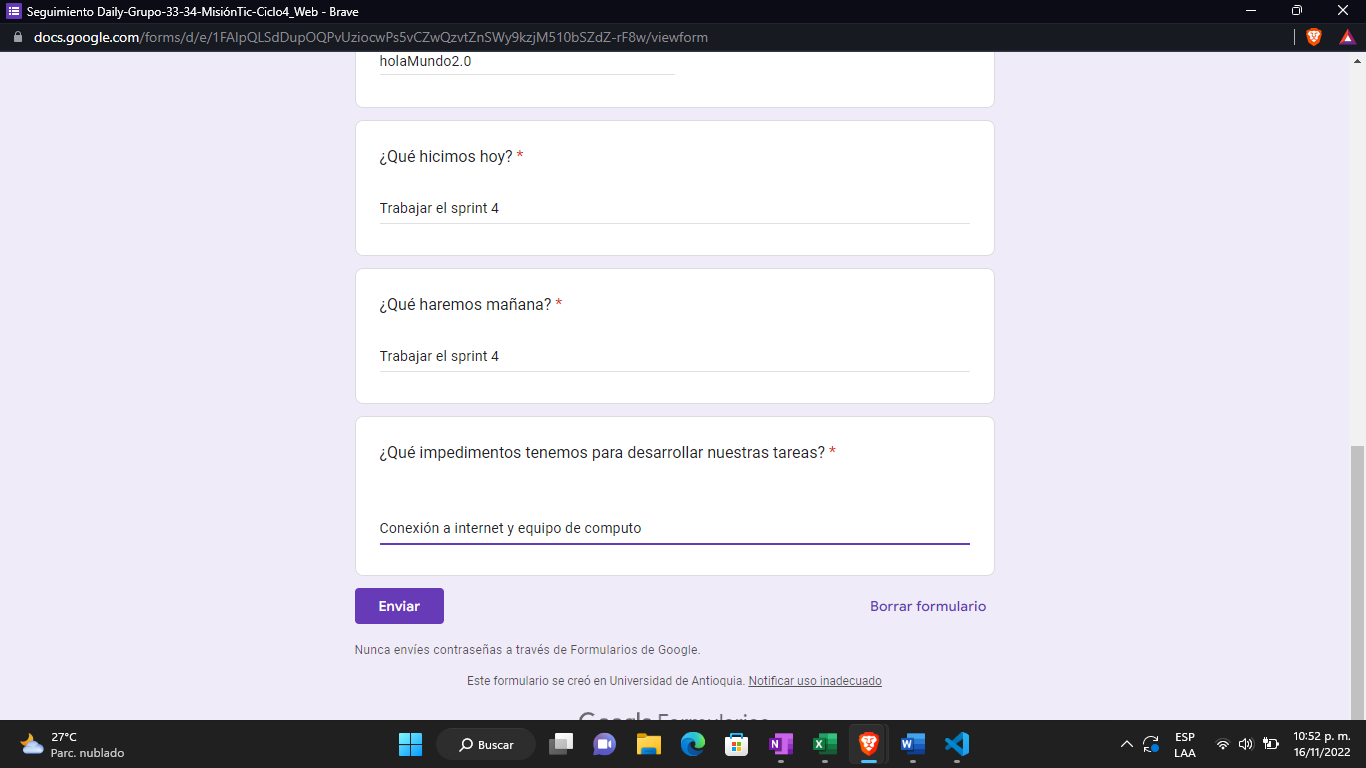 Seguimiento Daily-Grupo-33-34-MisiónTic-Ciclo4_Web - Brave
docs.google.com/forms/d/e/1FAIpQLSdDupOQPvUziocwPs5vCZwQzvtZnSWy9kzjM510bSZdZ-rF8w/viewform
holaMundo2.0
¿Qué hicimos hoy? *
Trabajar el sprint 4
¿Qué haremos mañana? *
Trabajar el sprint 4
¿Qué impedimentos tenemos para desarrollar nuestras tareas? *
Conexión a internet y equipo de computo
Enviar
Borrar formulario
Nunca envíes contraseñas a través de Formularios de Google.
Este formulario se creó en Universidad de Antioquia. Notificar uso inadecuado
Google Formularios
27°C
Parc. nublado
Buscar
ESP
LAA
10:52 p. m.
16/11/2022